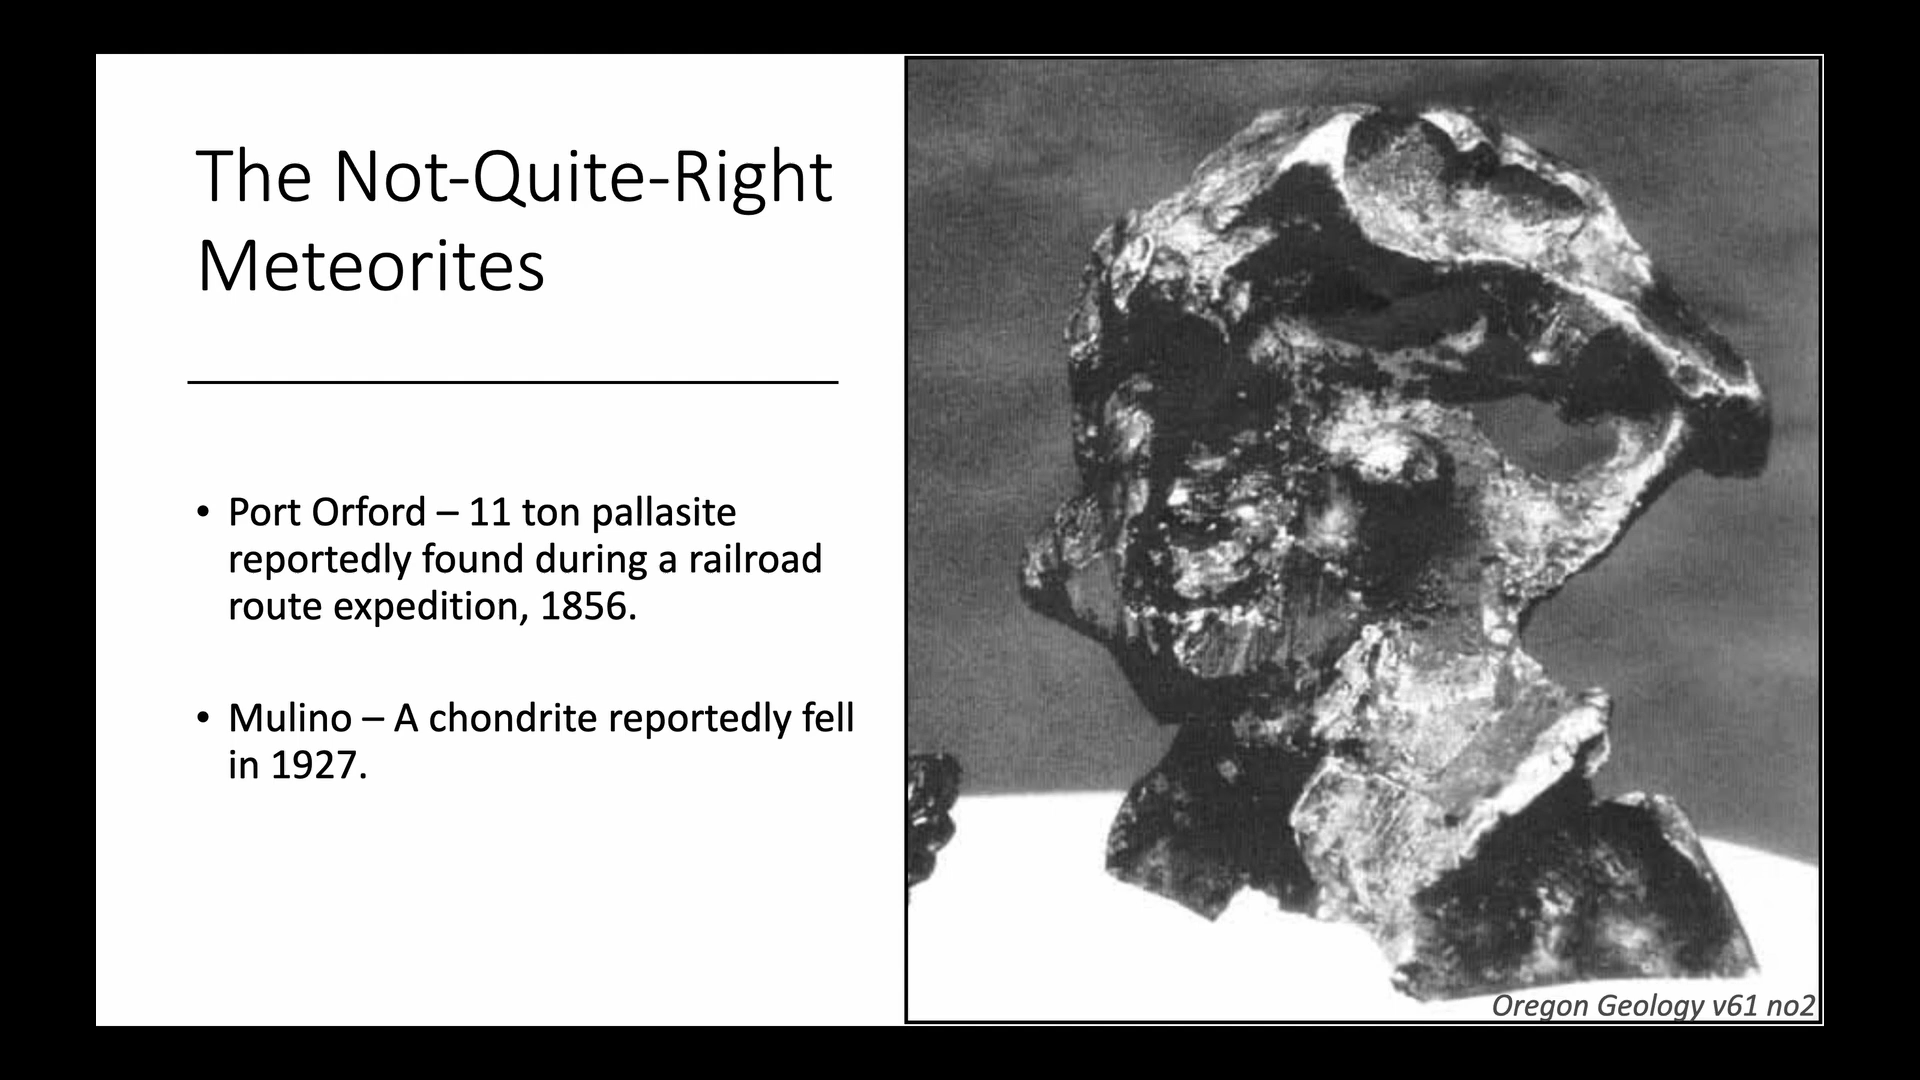 The Not-Quite-Right
Meteorites
• Port Orford – 11 ton pallasite
reportedly found during a railroad
route expedition, 1856.
• Mulino – A chondrite reportedly fell
in 1927.
Oregon Geology v61 no2